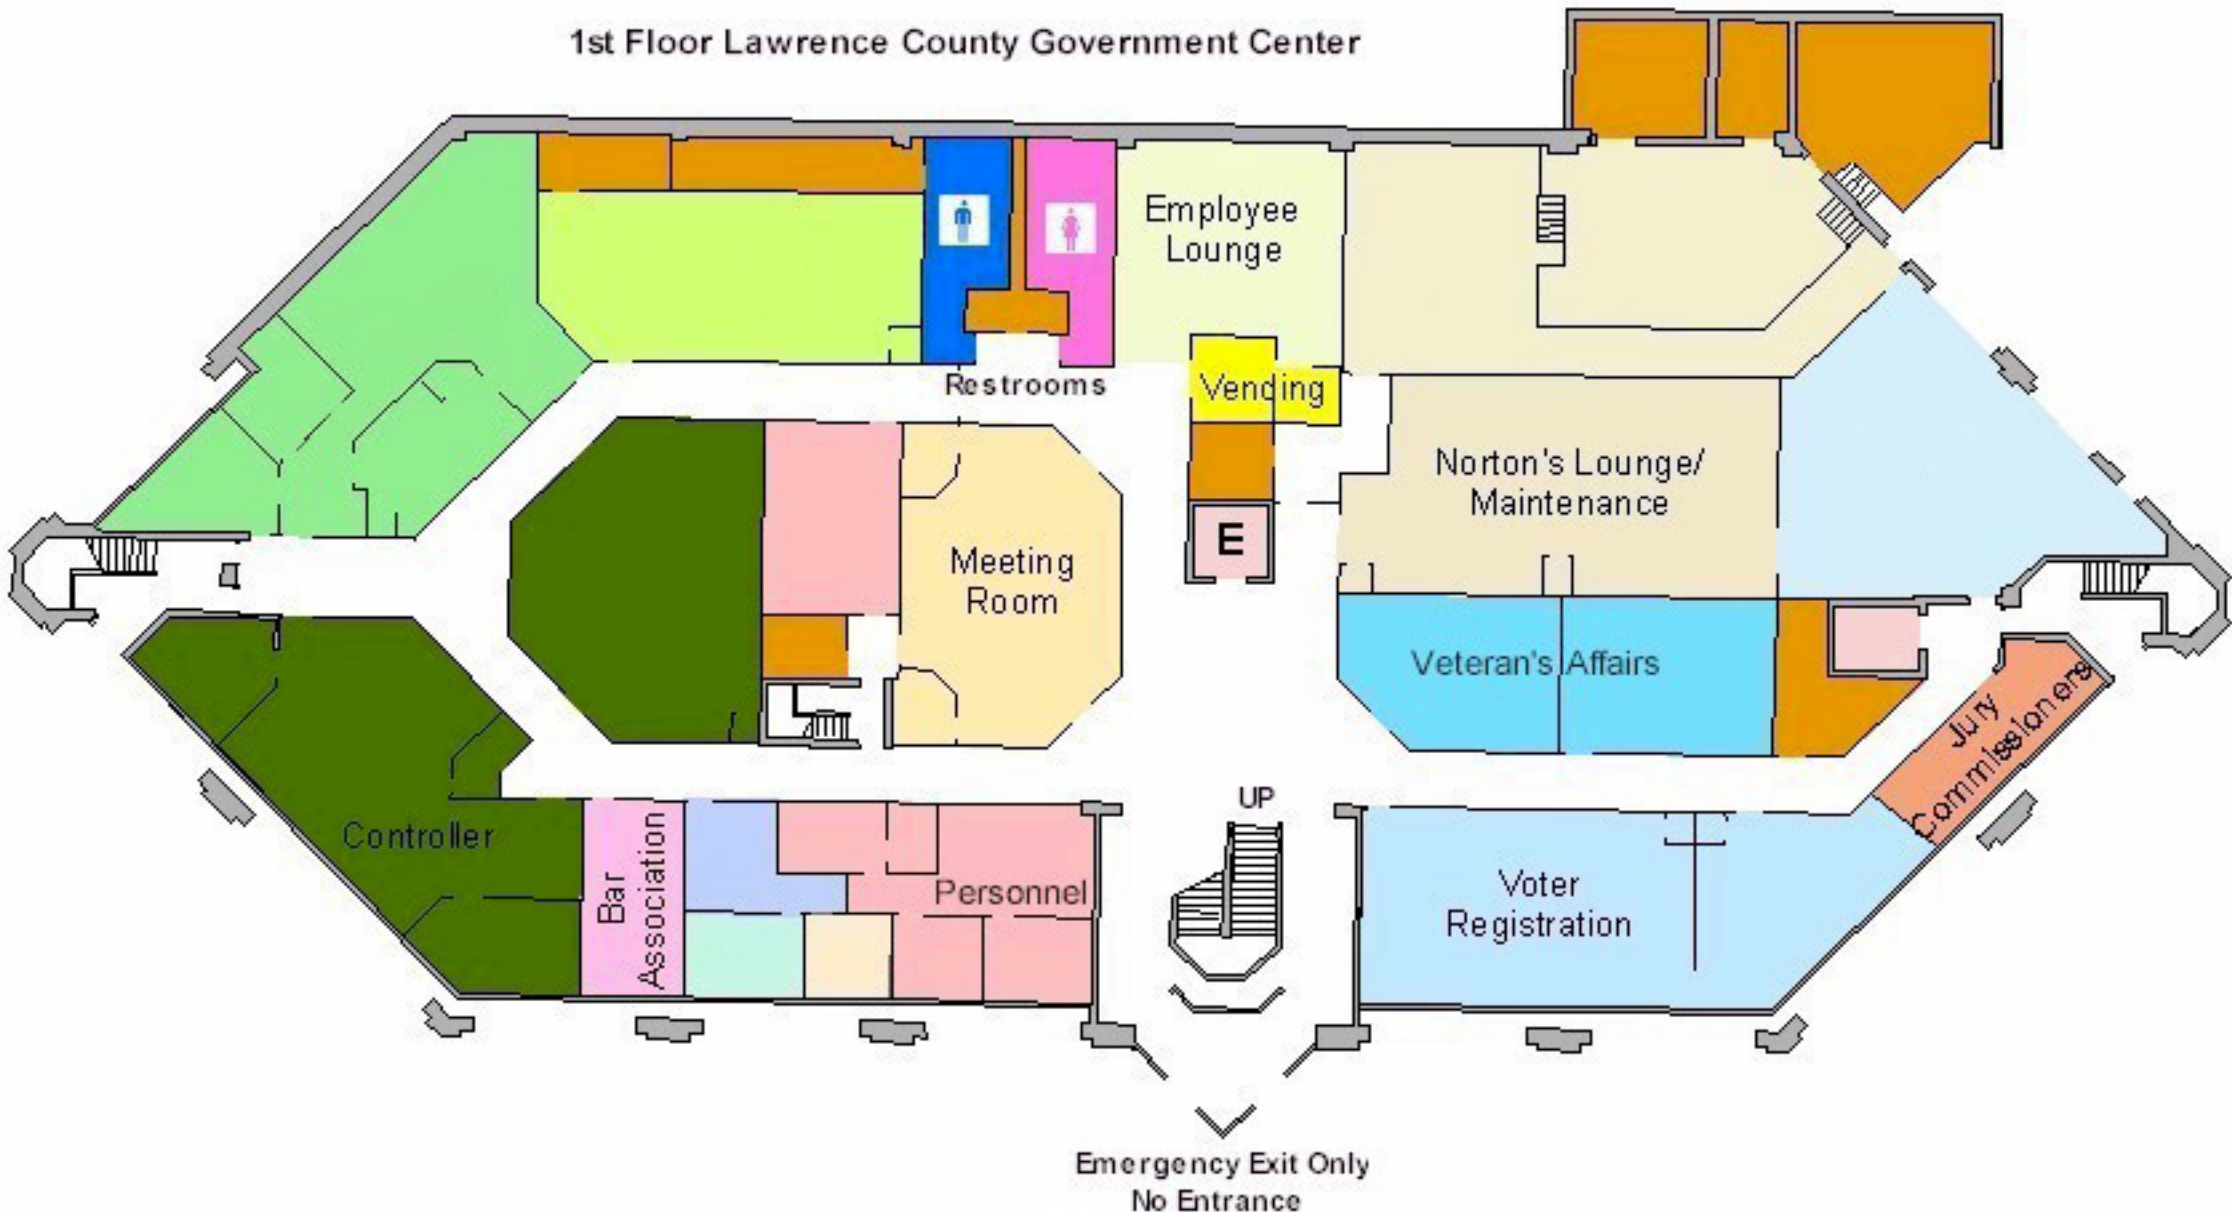 1st Floor Lawrence County Government Center
Employee
Lounge
Restrooms
Vending
Norton's Lounge/
Maintenance
E
Meeting
Room
Veteran's Affairs
Jury
Commissioners
UP
Controller
Bar
Association
Personnel
Voter
Registration
Emergency Exit Only
No Entrance